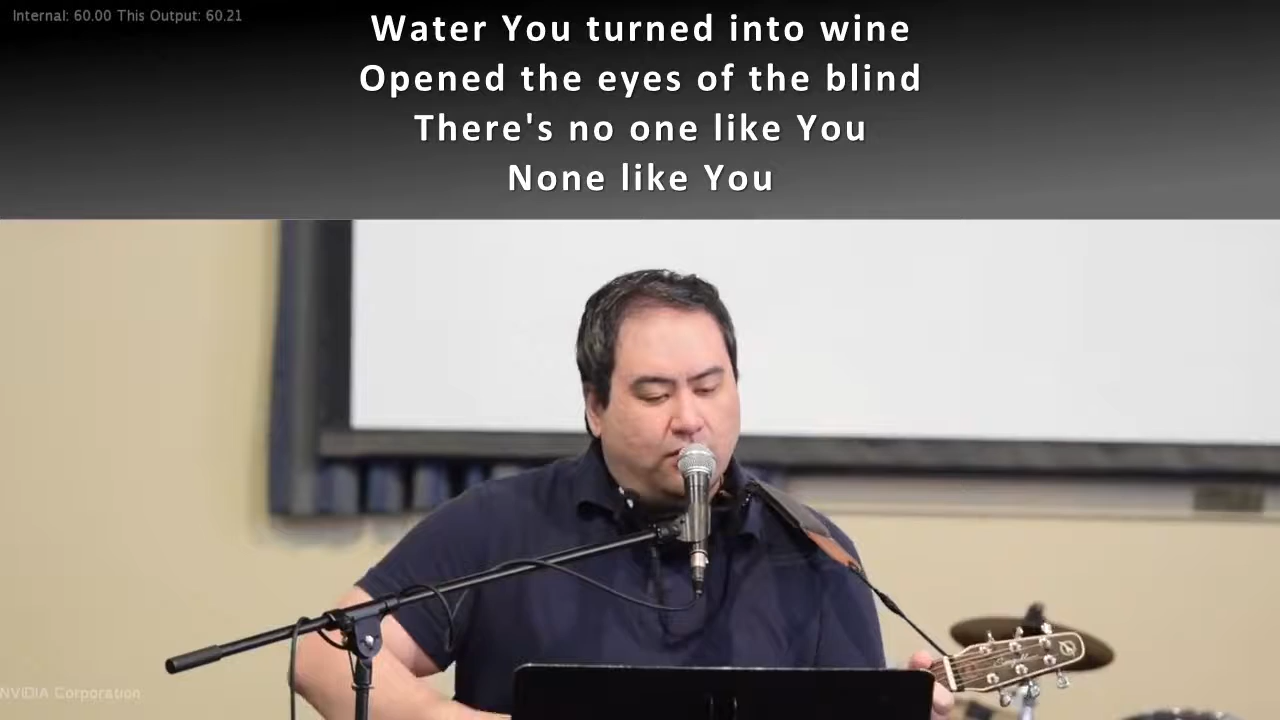 Internal: 60.00 This Output: 60.21
Water You turned into wine
Opened the eyes of the blind
There's no one like You
None like You
NVIDIA Corporation